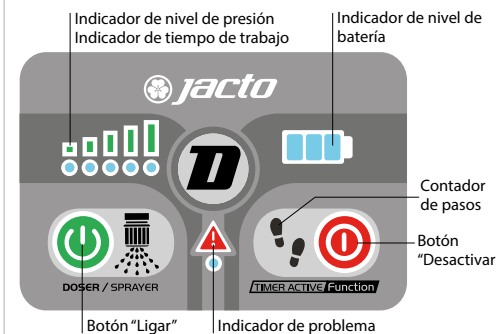 Indicador de nivel de presión
Indicador de tiempo de trabajo
Indicador de nivel de
batería
Jacto
D
Contador
de pasos
Botón
"Desactivar
DOSER / SPRAYER
TIMER ACTIVE Function
Botón "Ligar"
Indicador de problema